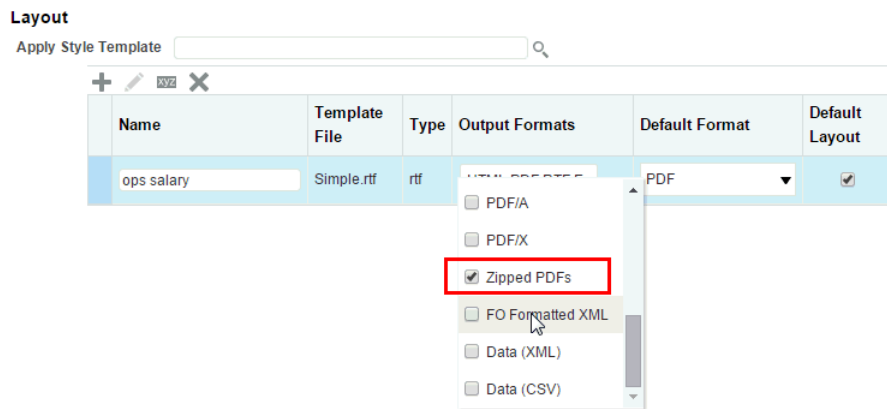 Layout
Apply Style Template
xyz
Name Template File Type Output Formats Default Format Default Layout
ops salary Simple.rtf rtf PDF
PDF/A
PDF/X
Zipped PDFs
FO Formatted XML
Data (XML)
Data (CSV)